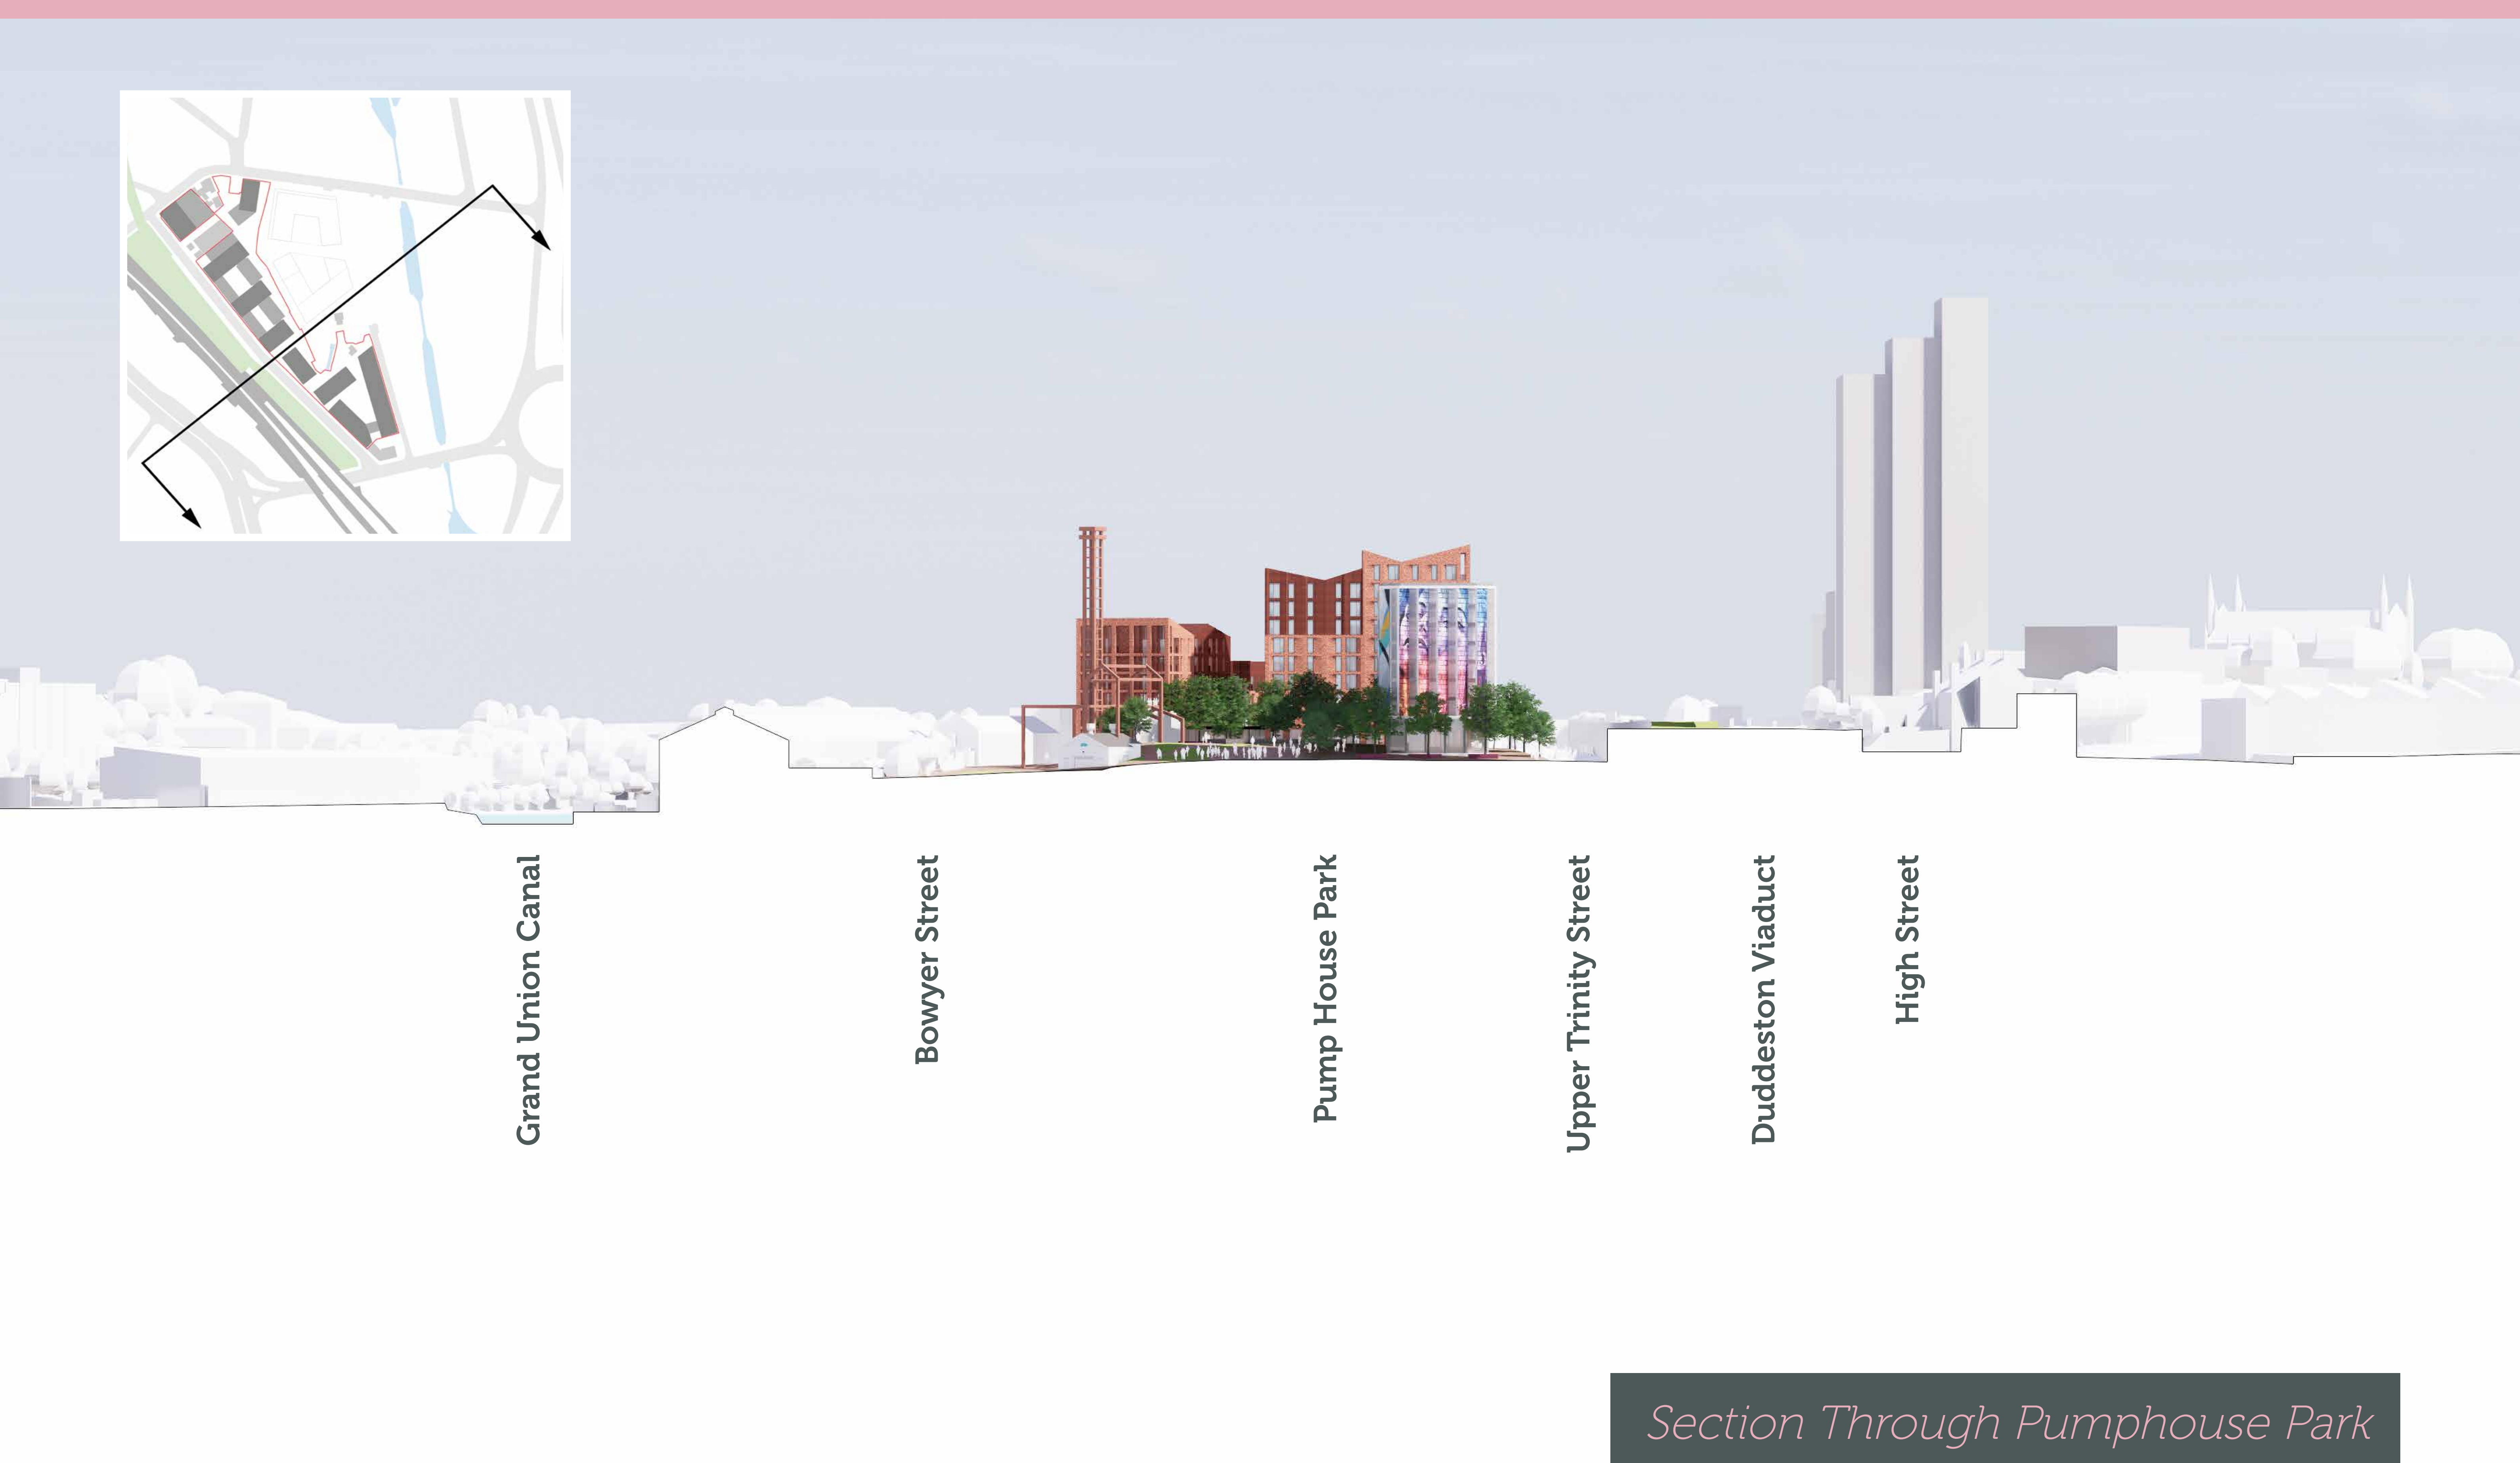 Grand Union Canal
Bowyer Street
Pump House Park
Upper Trinity Street
Duddeston Viaduct
High Street
Section Through Pumphouse Park